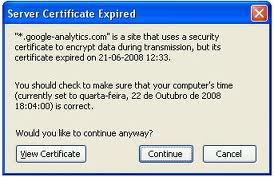 Server Certificate Expired
"*.google-analytics.com" is a site that uses a security
certificate to encrypt data during transmission, but its
certificate expired on 21-06-2008 12:33.
You should check to make sure that your computer's time
(currently set to quarta-feira, 22 de Outubro de 2008
18:04:00) is correct.
Would you like to continue anyway?
View Certificate
Continue
Cancel